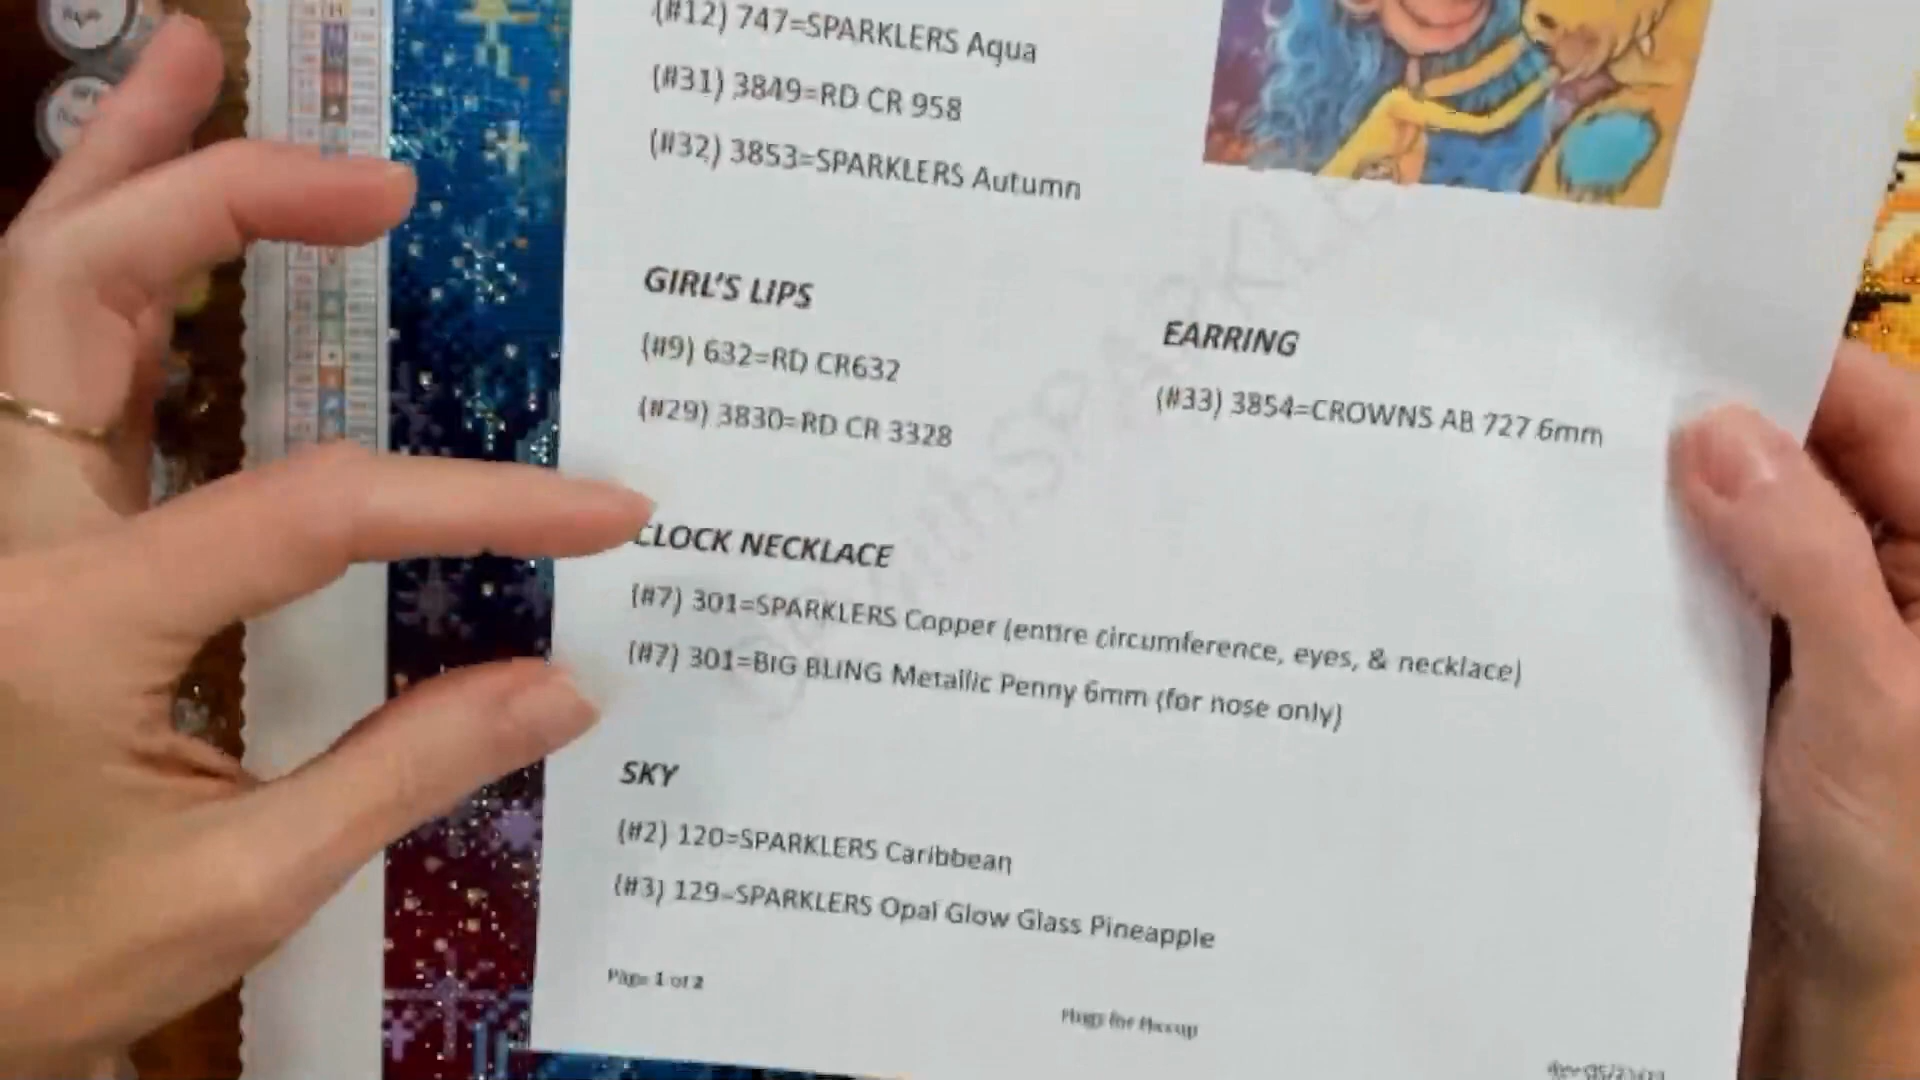 (#12) 747=SPARKLERS Aqua
(#31) 3849=RD CR 958
(#32) 3853=SPARKLERS Autumn
GIRL'S LIPS
(#9) 632=RD CR632
(#29) 3830=RD CR 3328
EARRING
(#33) 3854=CROWNS AB 727 6mm
CLOCK NECKLACE
(#7) 301=SPARKLERS Copper (entire circumference, eyes, & necklace)
(#7) 301=BIG BLING Metallic Penny 6mm (for nose only)
SKY
(#2) 120=SPARKLERS Caribbean
(#3) 129=SPARKLERS Opal Glow Glass Pineapple
Page 1 of 2
Hugs for